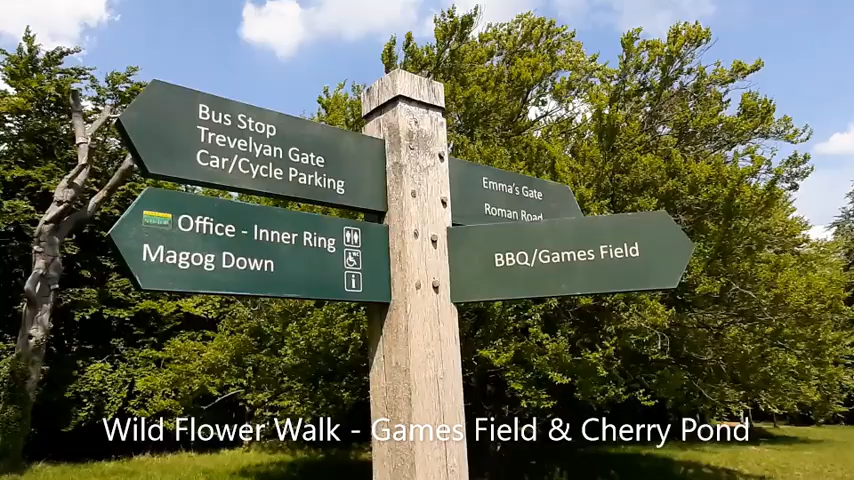 Bus Stop
Trevelyan Gate
Car/Cycle Parking
Office - Inner Ring
Magog Down
WC
i
Emma's Gate
Roman Road
BBQ/Games Field
Wild Flower Walk - Games Field & Cherry Pond